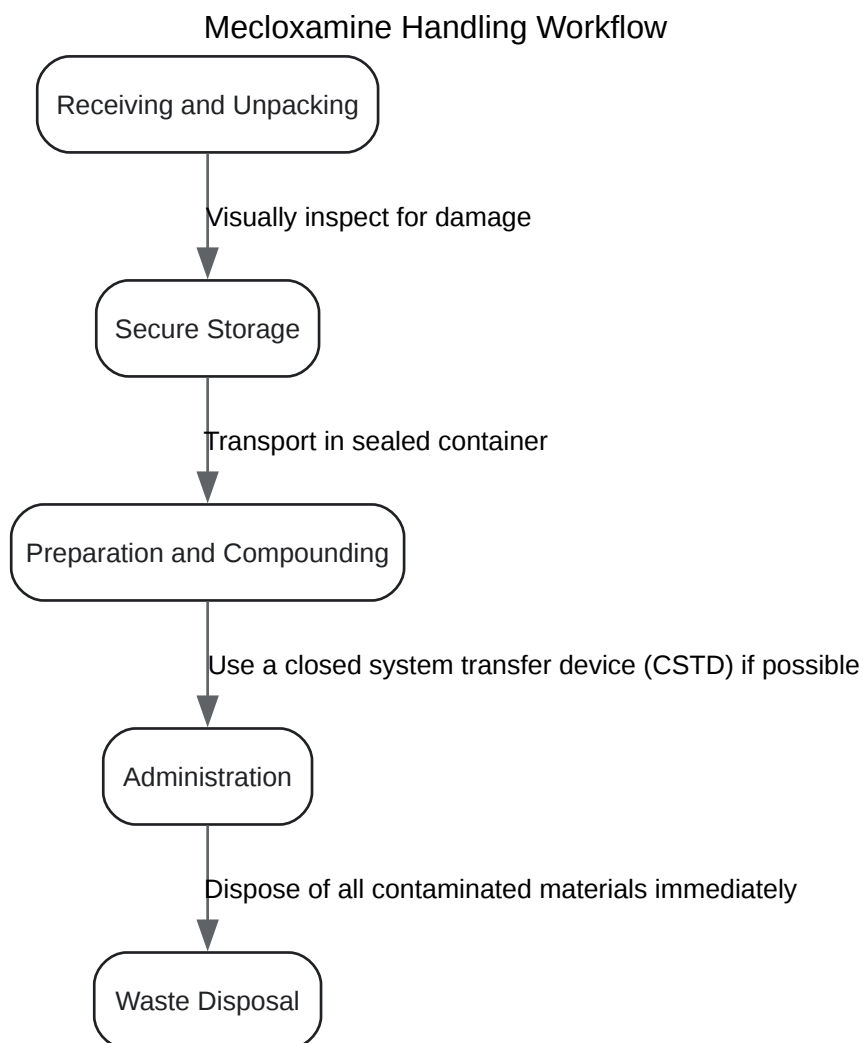 Mecloxamine Handling Workflow
Receiving and Unpacking
Visually inspect for damage
Secure Storage
Transport in sealed container
Preparation and Compounding
Use a closed system transfer device (CSTD) if possible
Administration
Dispose of all contaminated materials immediately
Waste Disposal